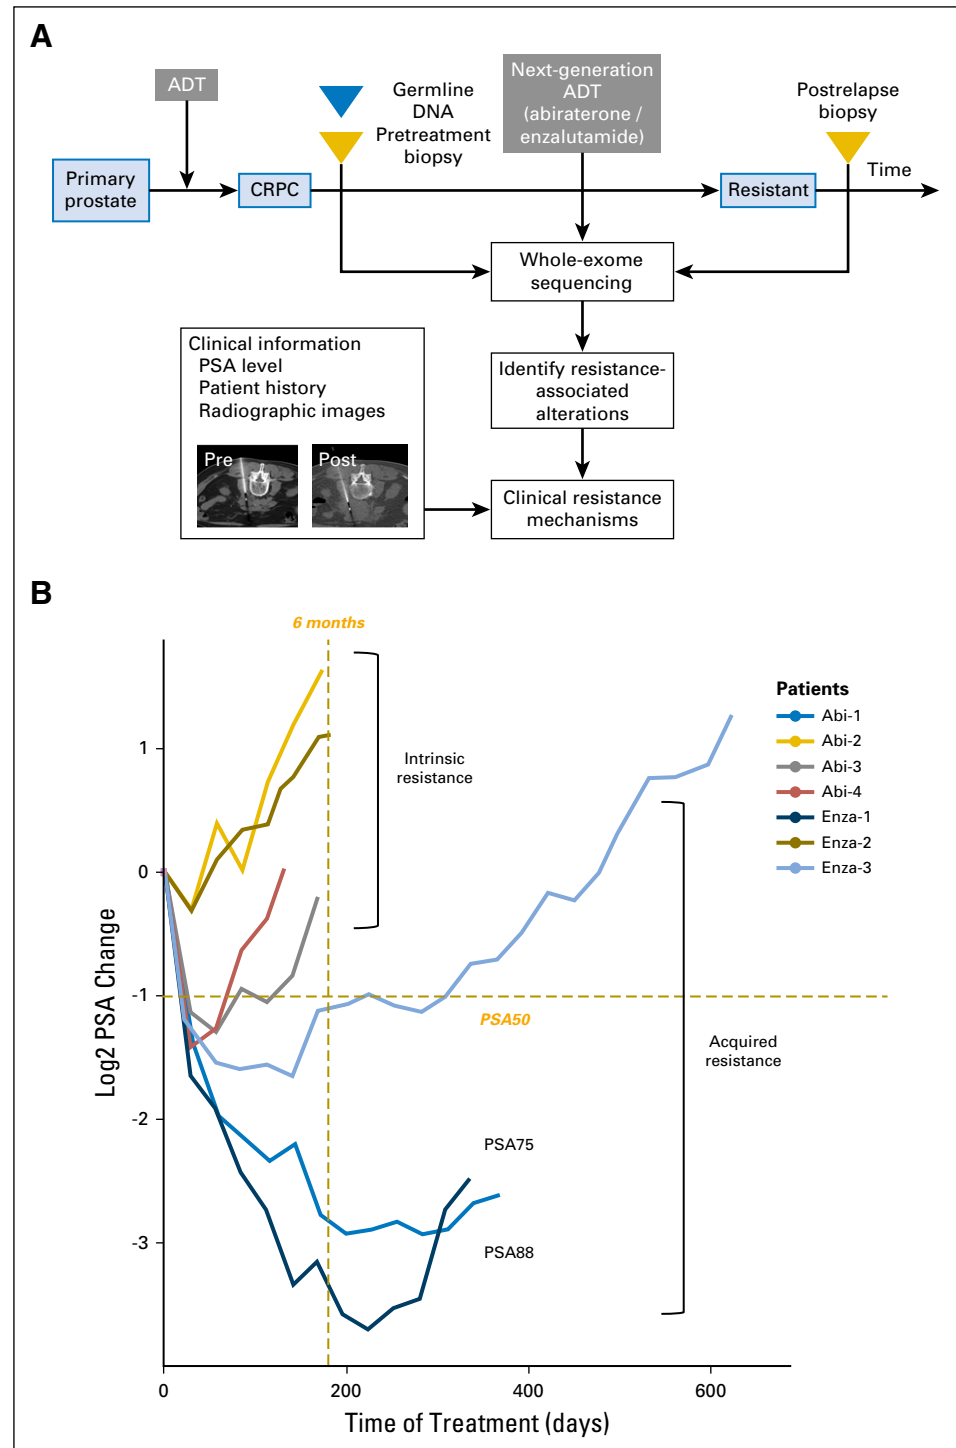 A
ADT
Germline
DNA
Pretreatment
biopsy
Next-generation
ADT
(abiraterone /
enzalutamide)
Postrelapse
biopsy
Primary
prostate
CRPC
Resistant
Time
Whole-exome
sequencing
Clinical information
PSA level
Patient history
Radiographic images
Pre
Post
Identify resistance-
associated
alterations
Clinical resistance
mechanisms
B
6 months
Intrinsic
resistance
Patients
Abi-1
Abi-2
Abi-3
Abi-4
Enza-1
Enza-2
Enza-3
1
0
-1
-2
-3
Log2 PSA Change
PSA50
Acquired
resistance
PSA75
PSA88
0
200
400
600
Time of Treatment (days)